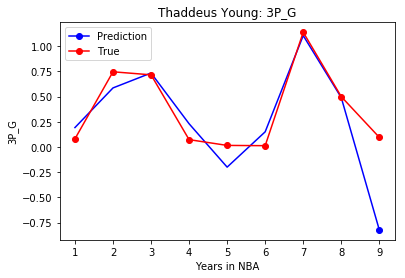 Thaddeus Young: 3P_G
Prediction
True
3P_G
1.00
0.75
0.50
0.25
0.00
−0.25
−0.50
−0.75
1 2 3 4 5 6 7 8 9
Years in NBA